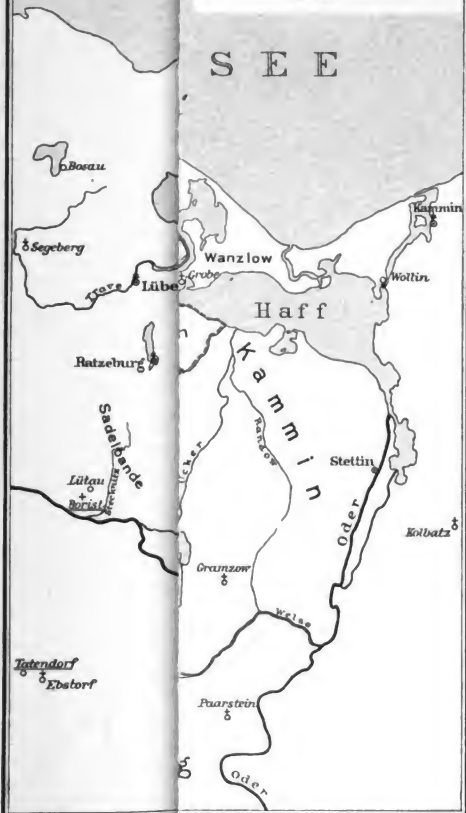 SEE
Bosau
Kammin
Segeberg
Wanzlow
Trave
Lübe
Grobe
Wollin
Haff
Ratzeburg
n
Kammin
Sadelbande
Ucker
Randow
Stettin
Oder
Lütau
Kolbatz
Gramzow
Welse
Tatendorf
Ebstorf
Paarstein
g
Oder